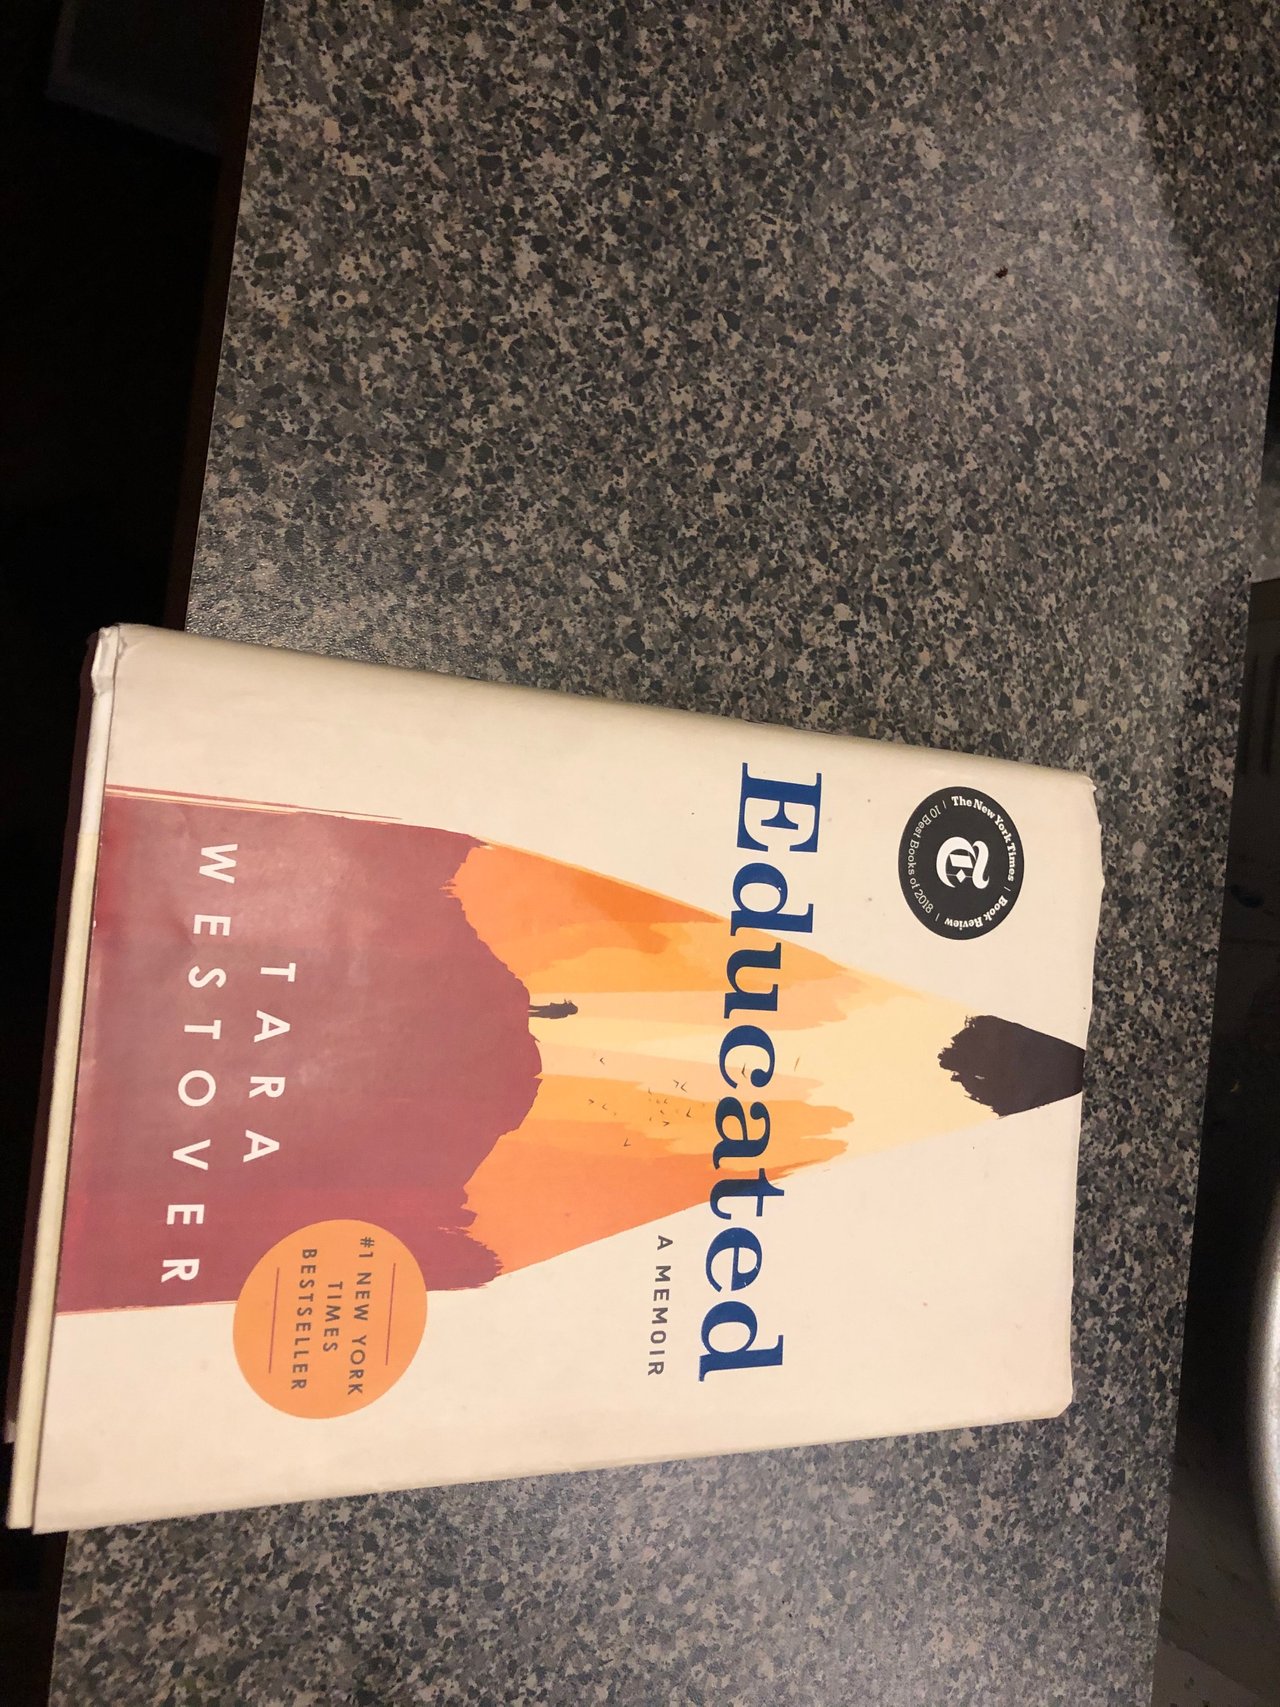 The New York Times | Book Review | 10 Best Books of 2018 |
T
Educated
A MEMOIR
TARA
WESTOVER
#1 NEW YORK
TIMES
BESTSELLER